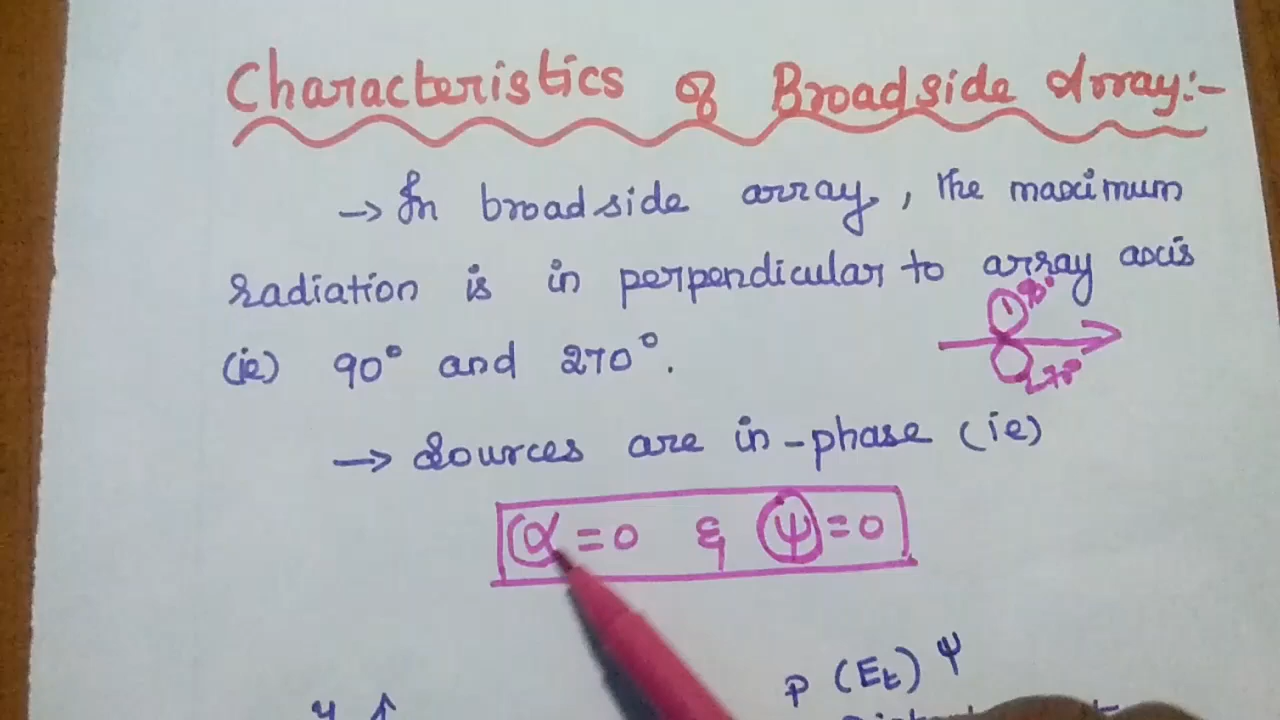 Characteristics of Broadside Array:-
→ In broadside array, the maximum
radiation is in perpendicular to array axis
90°
(ie) 90° and 270°.
270°
→ Sources are in-phase (ie)
α = 0 & ψ = 0
P (Et) ψ
y